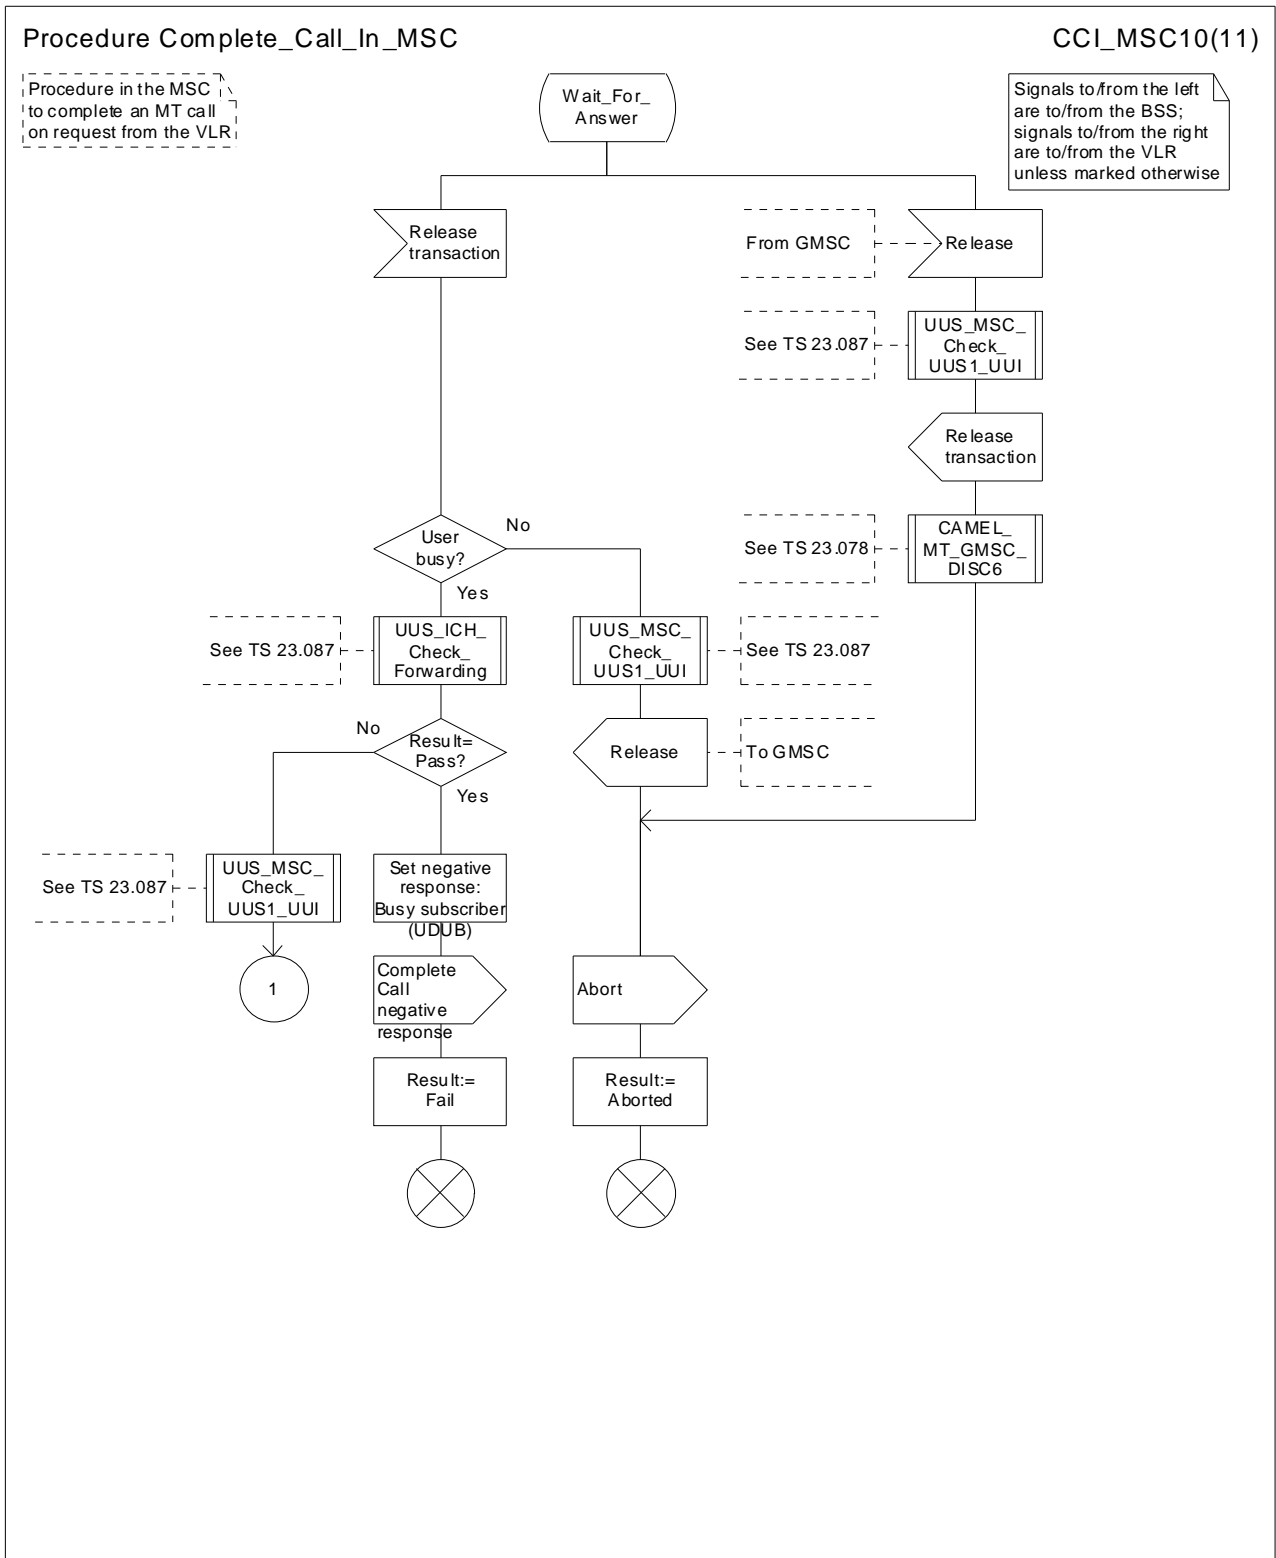 Procedure Complete_Call_In_MSC
CCI_MSC10(11)
Procedure in the MSC
to complete an MT call
on request from the VLR
Wait_For_
Answer
Signals to/from the left
are to/from the BSS;
signals to/from the right
are to/from the VLR
unless marked otherwise
Release
transaction
From GMSC
Release
See TS 23.087
UUS_MSC_
Check_
UUS1_UUI
Release
transaction
User
busy?
No
Yes
See TS 23.078
CAMEL_
MT_GMSC_
DISC6
See TS 23.087
UUS_ICH_
Check_
Forwarding
UUS_MSC_
Check_
UUS1_UUI
See TS 23.087
No
Result=
Pass?
Yes
Release
To GMSC
See TS 23.087
UUS_MSC_
Check_
UUS1_UUI
Set negative
response:
Busy subscriber
(UDUB)
1
Complete
Call
negative
response
Abort
Result:=
Fail
Result:=
Aborted